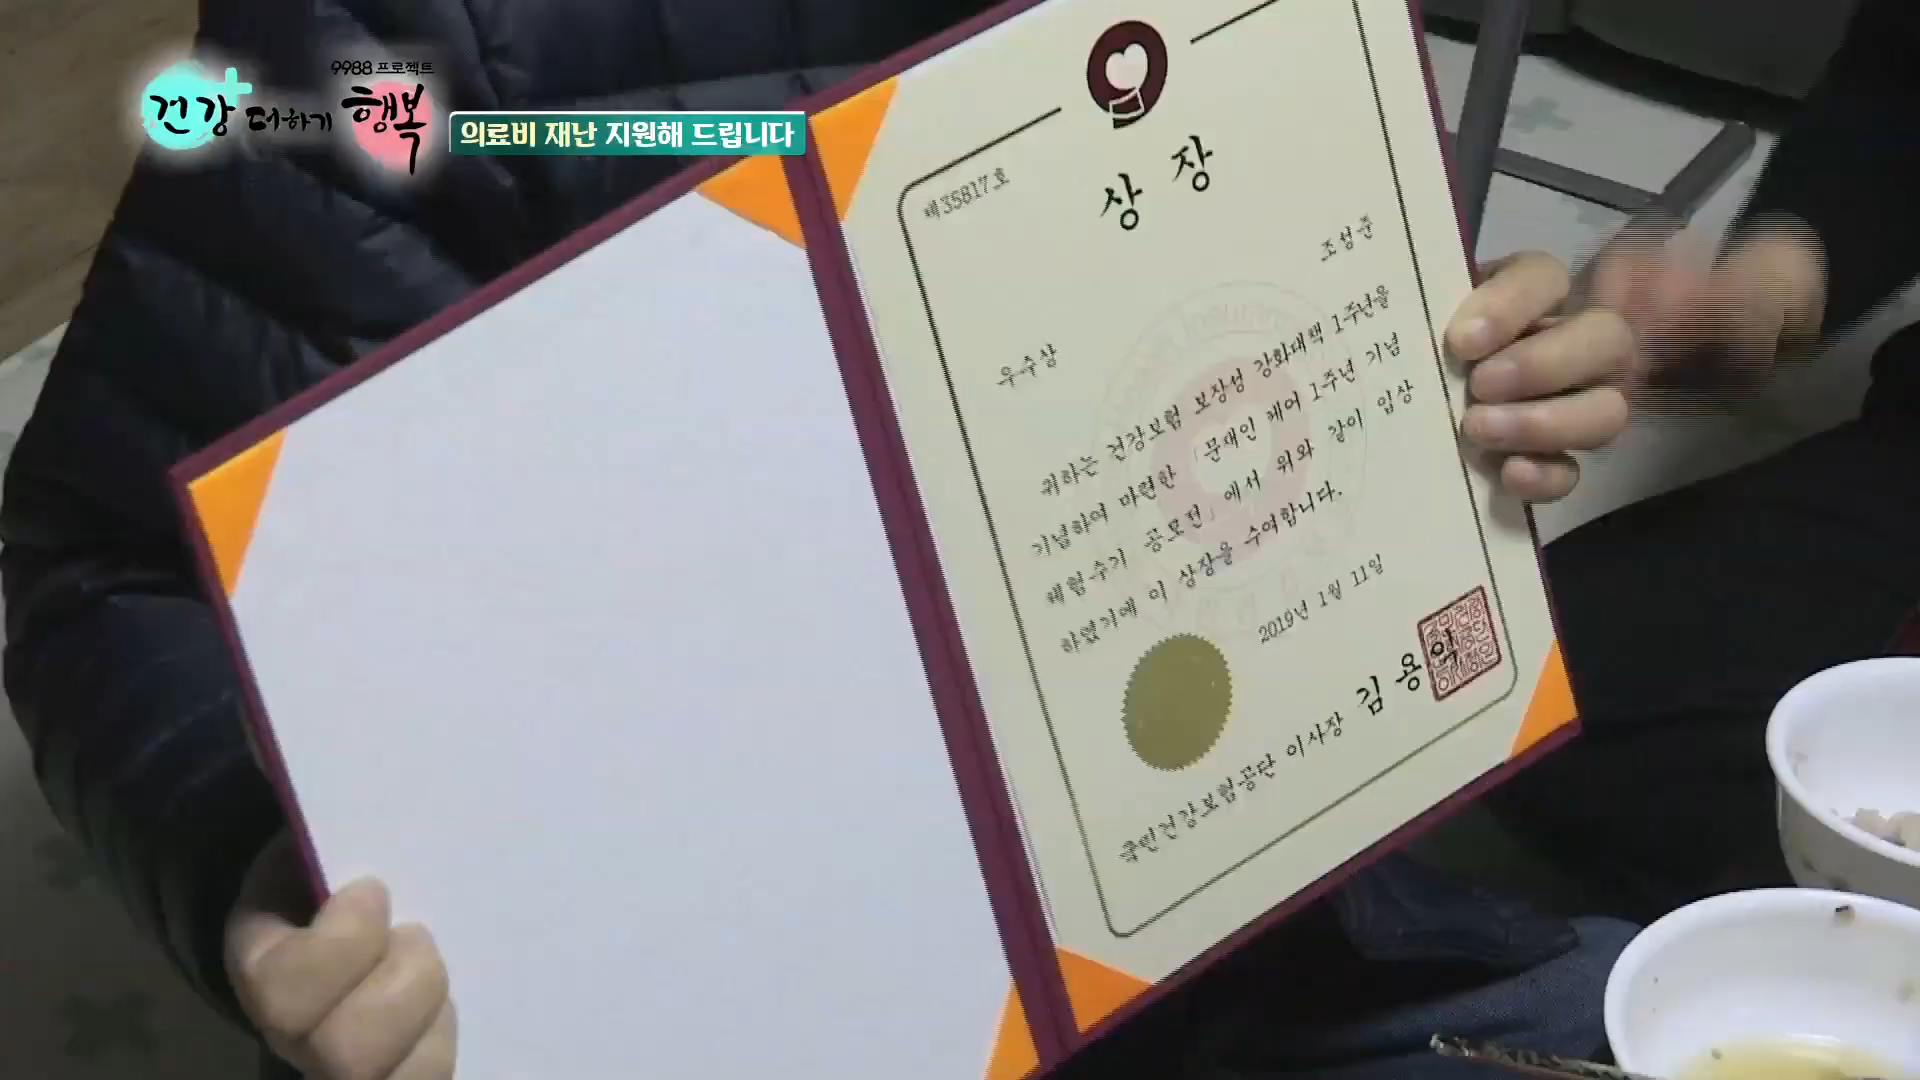 9988 프로젝트
건강 더하기 행복
의료비 재난 지원해 드립니다
제35817호
상 장
우수상
조성준
귀하는 건강보험 보장성 강화대책 1주년을
기념하여 마련한 「문재인 케어 1주년 기념
체험수기 공모전」에서 위와 같이 입상
하였기에 이 상장을 수여합니다.
2019년 1월 11일
국민건강보험공단 이사장 김 용 익